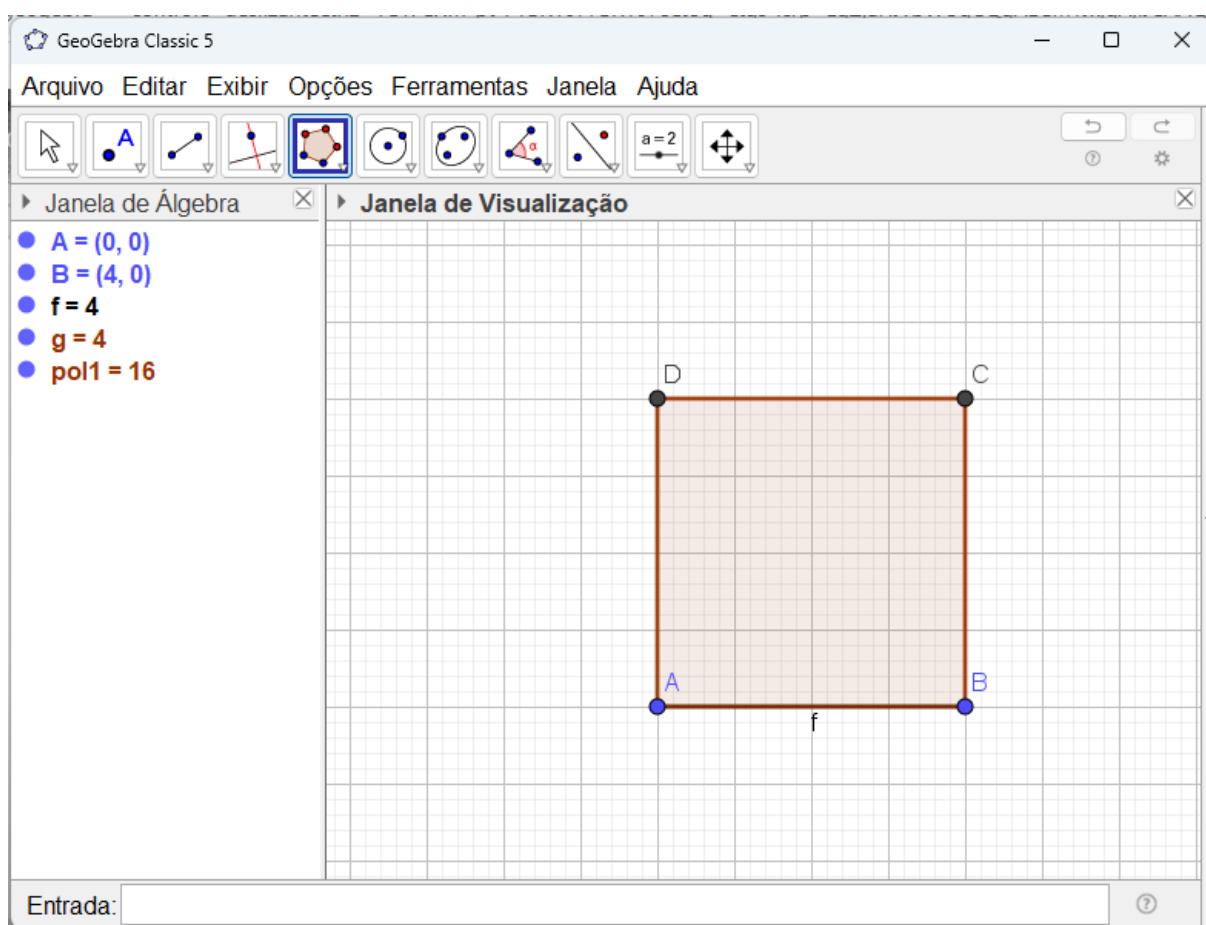 GeoGebra Classic 5
Arquivo Editar Exibir Opções Ferramentas Janela Ajuda
A α a = 2
Janela de Álgebra
Janela de Visualização
A = (0, 0)
B = (4, 0)
f = 4
g = 4
pol1 = 16
D C
A B
f
Entrada: